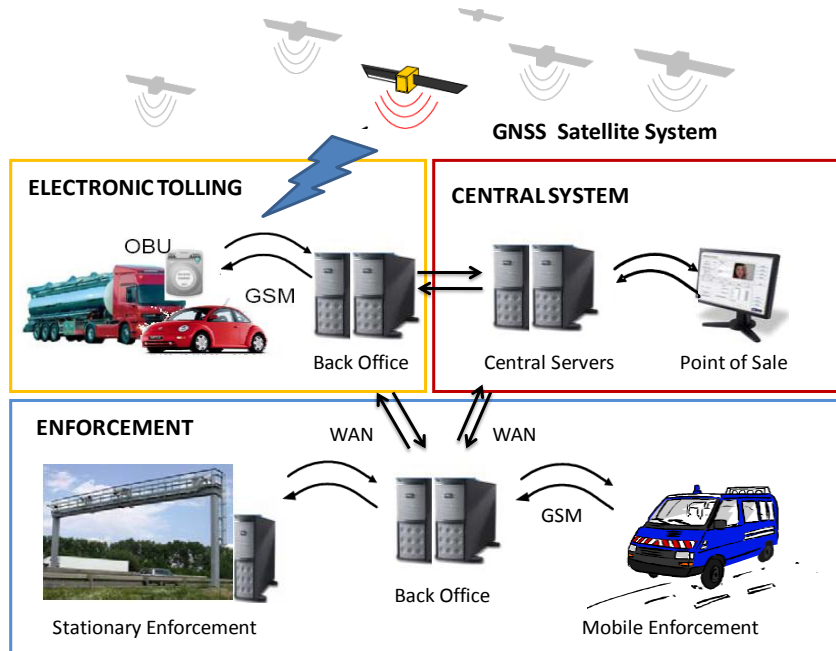 GNSS Satellite System
ELECTRONIC TOLLING
OBU
GSM
Back Office
CENTRAL SYSTEM
Central Servers
Point of Sale
ENFORCEMENT
WAN
WAN
GSM
Stationary Enforcement
Back Office
Mobile Enforcement